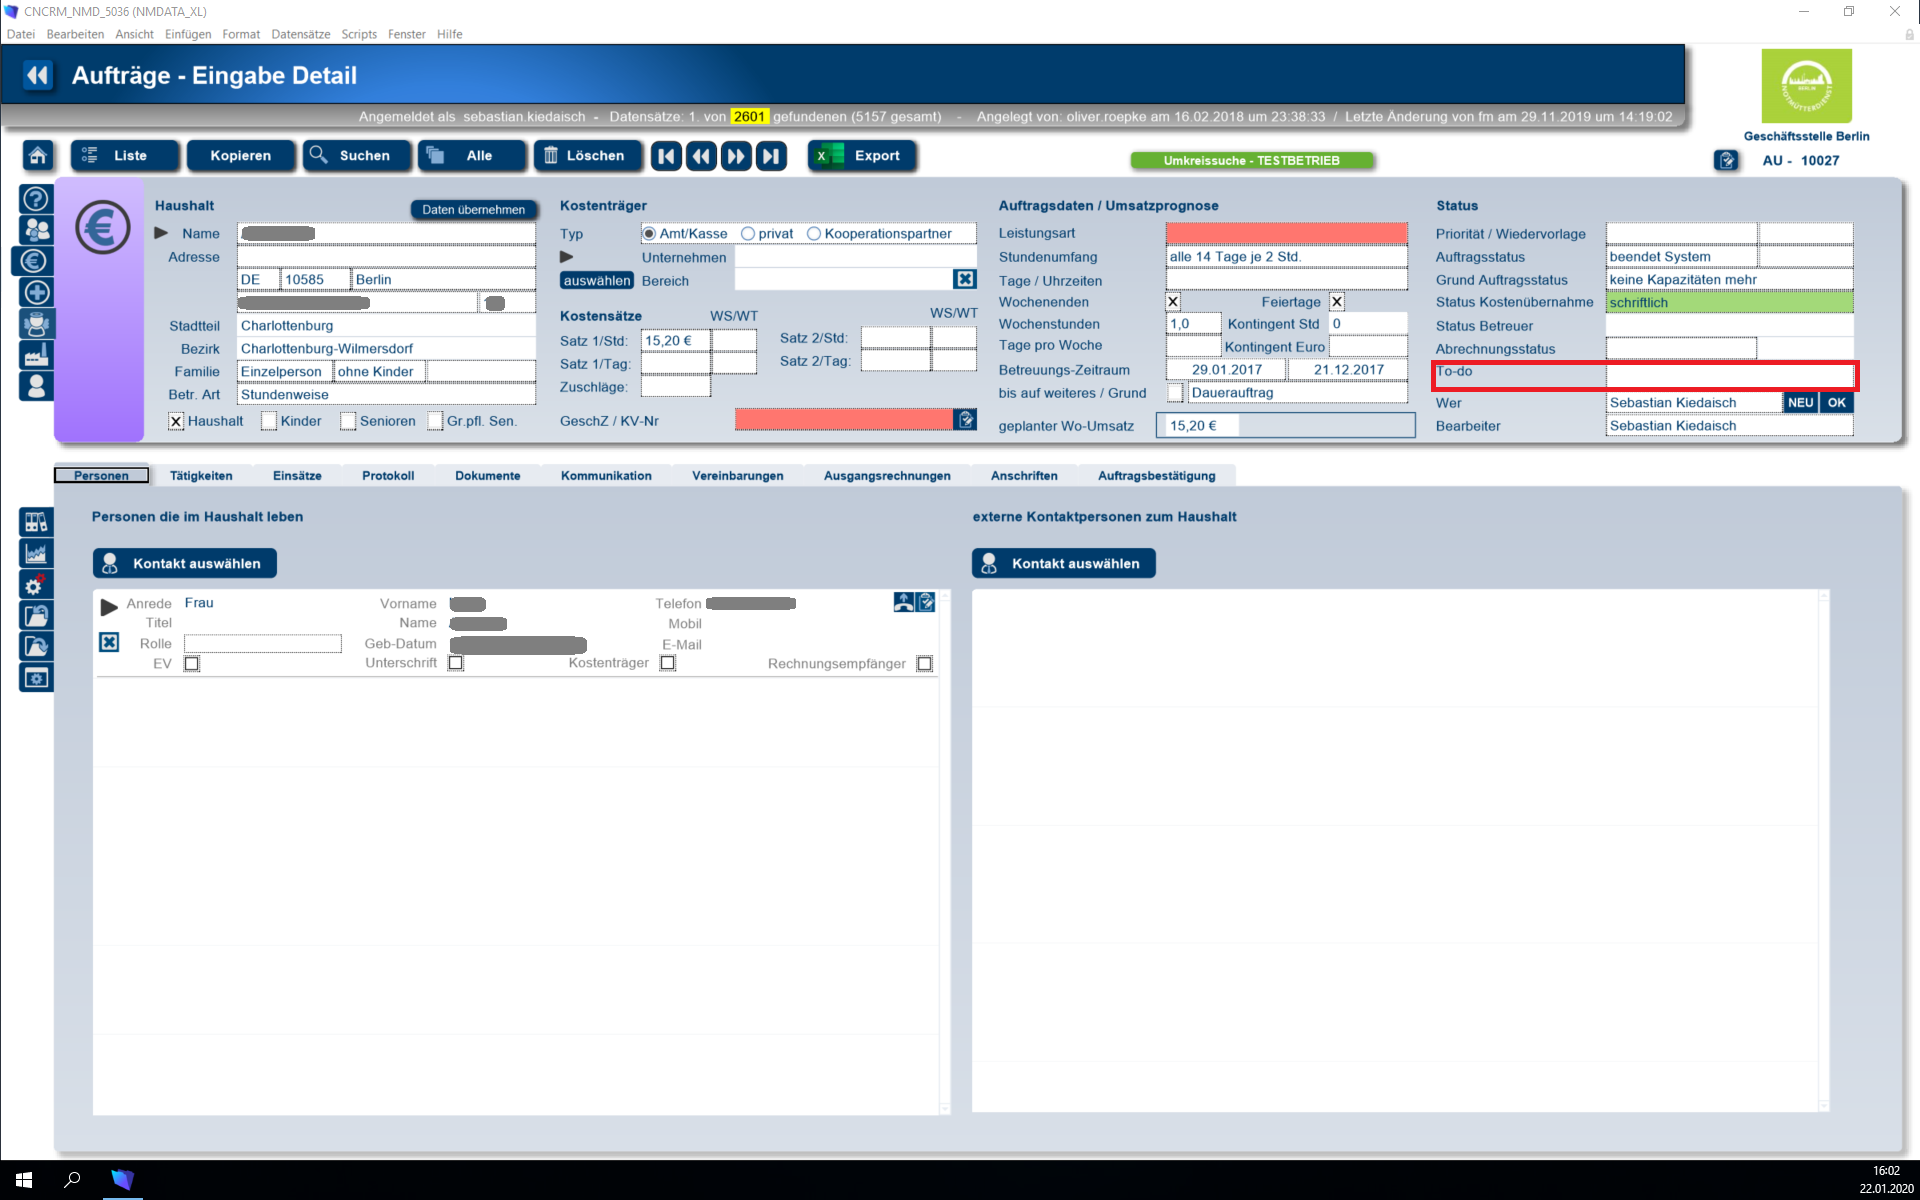 CNCRM_NMD_5036 (NMDATA_XL)
Datei Bearbeiten Ansicht Einfügen Format Datensätze Scripts Fenster Hilfe
Aufträge - Eingabe Detail
Angemeldet als sebastian.kiedaisch - Datensätze: 1. von 2601 gefundenen (5157 gesamt) - Angelegt von: oliver.roepke am 16.02.2018 um 23:38:33 / Letzte Änderung von fm am 29.11.2019 um 14:19:02
BERLIN
NOTMÜTTERDIENST
Geschäftsstelle Berlin
AU - 10027
Liste Kopieren Suchen Alle Löschen Export
Umkreissuche - TESTBETRIEB
Haushalt
Daten übernehmen
Name
Adresse
DE 10585 Berlin
Stadtteil Charlottenburg
Bezirk Charlottenburg-Wilmersdorf
Familie Einzelperson ohne Kinder
Betr. Art Stundenweise
X Haushalt Kinder Senioren Gr.pfl. Sen.
Kostenträger
Typ Amt/Kasse privat Kooperationspartner
Unternehmen
auswählen Bereich
Kostensätze WS/WT WS/WT
Satz 1/Std: 15,20 € Satz 2/Std:
Satz 1/Tag: Satz 2/Tag:
Zuschläge:
GeschZ / KV-Nr
Auftragsdaten / Umsatzprognose
Leistungsart
Stundenumfang alle 14 Tage je 2 Std.
Tage / Uhrzeiten
Wochenenden X Feiertage X
Wochenstunden 1,0 Kontingent Std 0
Tage pro Woche Kontingent Euro
Betreuungs-Zeitraum 29.01.2017 21.12.2017
bis auf weiteres / Grund Dauerauftrag
geplanter Wo-Umsatz 15,20 €
Status
Priorität / Wiedervorlage
Auftragsstatus beendet System
Grund Auftragsstatus keine Kapazitäten mehr
Status Kostenübernahme schriftlich
Status Betreuer
Abrechnungsstatus
To-do
Wer Sebastian Kiedaisch NEU OK
Bearbeiter Sebastian Kiedaisch
Personen Tätigkeiten Einsätze Protokoll Dokumente Kommunikation Vereinbarungen Ausgangsrechnungen Anschriften Auftragsbestätigung
Personen die im Haushalt leben
Kontakt auswählen
Anrede Frau Vorname Telefon
Titel Name Mobil
Rolle Geb-Datum E-Mail
EV Unterschrift Kostenträger Rechnungsempfänger
externe Kontaktpersonen zum Haushalt
Kontakt auswählen
16:02
22.01.2020